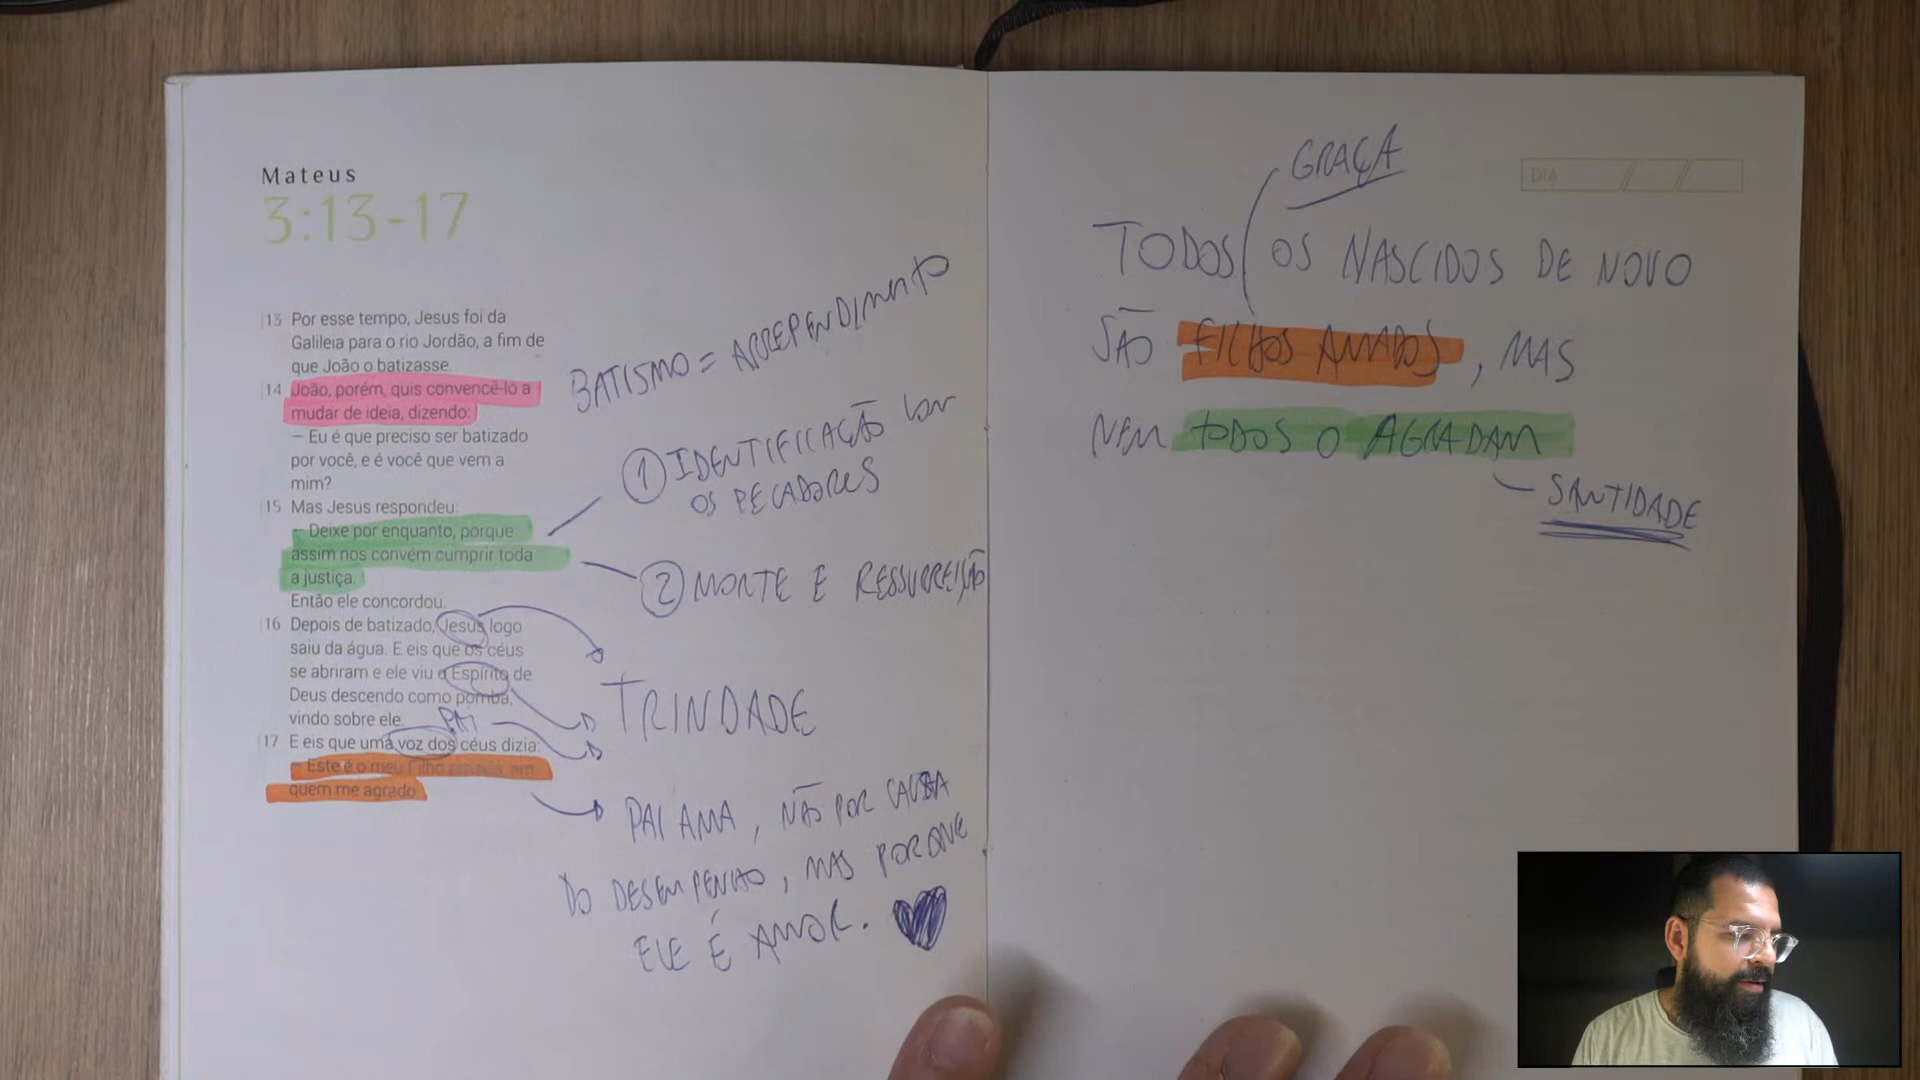 Mateus
3:13-17
13 Por esse tempo, Jesus foi da
Galileia para o rio Jordão, a fim de
que João o batizasse.
14 João, porém, quis convencê-lo a
mudar de ideia, dizendo:
– Eu é que preciso ser batizado
por você, e é você que vem a
mim?
15 Mas Jesus respondeu:
– Deixe por enquanto, porque
assim nos convém cumprir toda
a justiça.
Então ele concordou.
16 Depois de batizado, Jesus logo
saiu da água. E eis que os céus
se abriram e ele viu o Espírito de
Deus descendo como pomba,
vindo sobre ele.
PAI
17 E eis que uma voz dos céus dizia:
– Este é o meu Filho amado, em
quem me agrado.
BATISMO = ARREPENDIMENTO
1 IDENTIFICAÇÃO COM
OS PECADORES
2 MORTE E RESSURREIÇÃO
TRINDADE
PAI AMA, NÃO POR CAUSA
DO DESEMPENHO, MAS PORQUE
ELE É AMOR.
DIA
GRAÇA
TODOS OS NASCIDOS DE NOVO
SÃO FILHOS AMADOS, MAS
NEM TODOS O AGRADAM
SANTIDADE